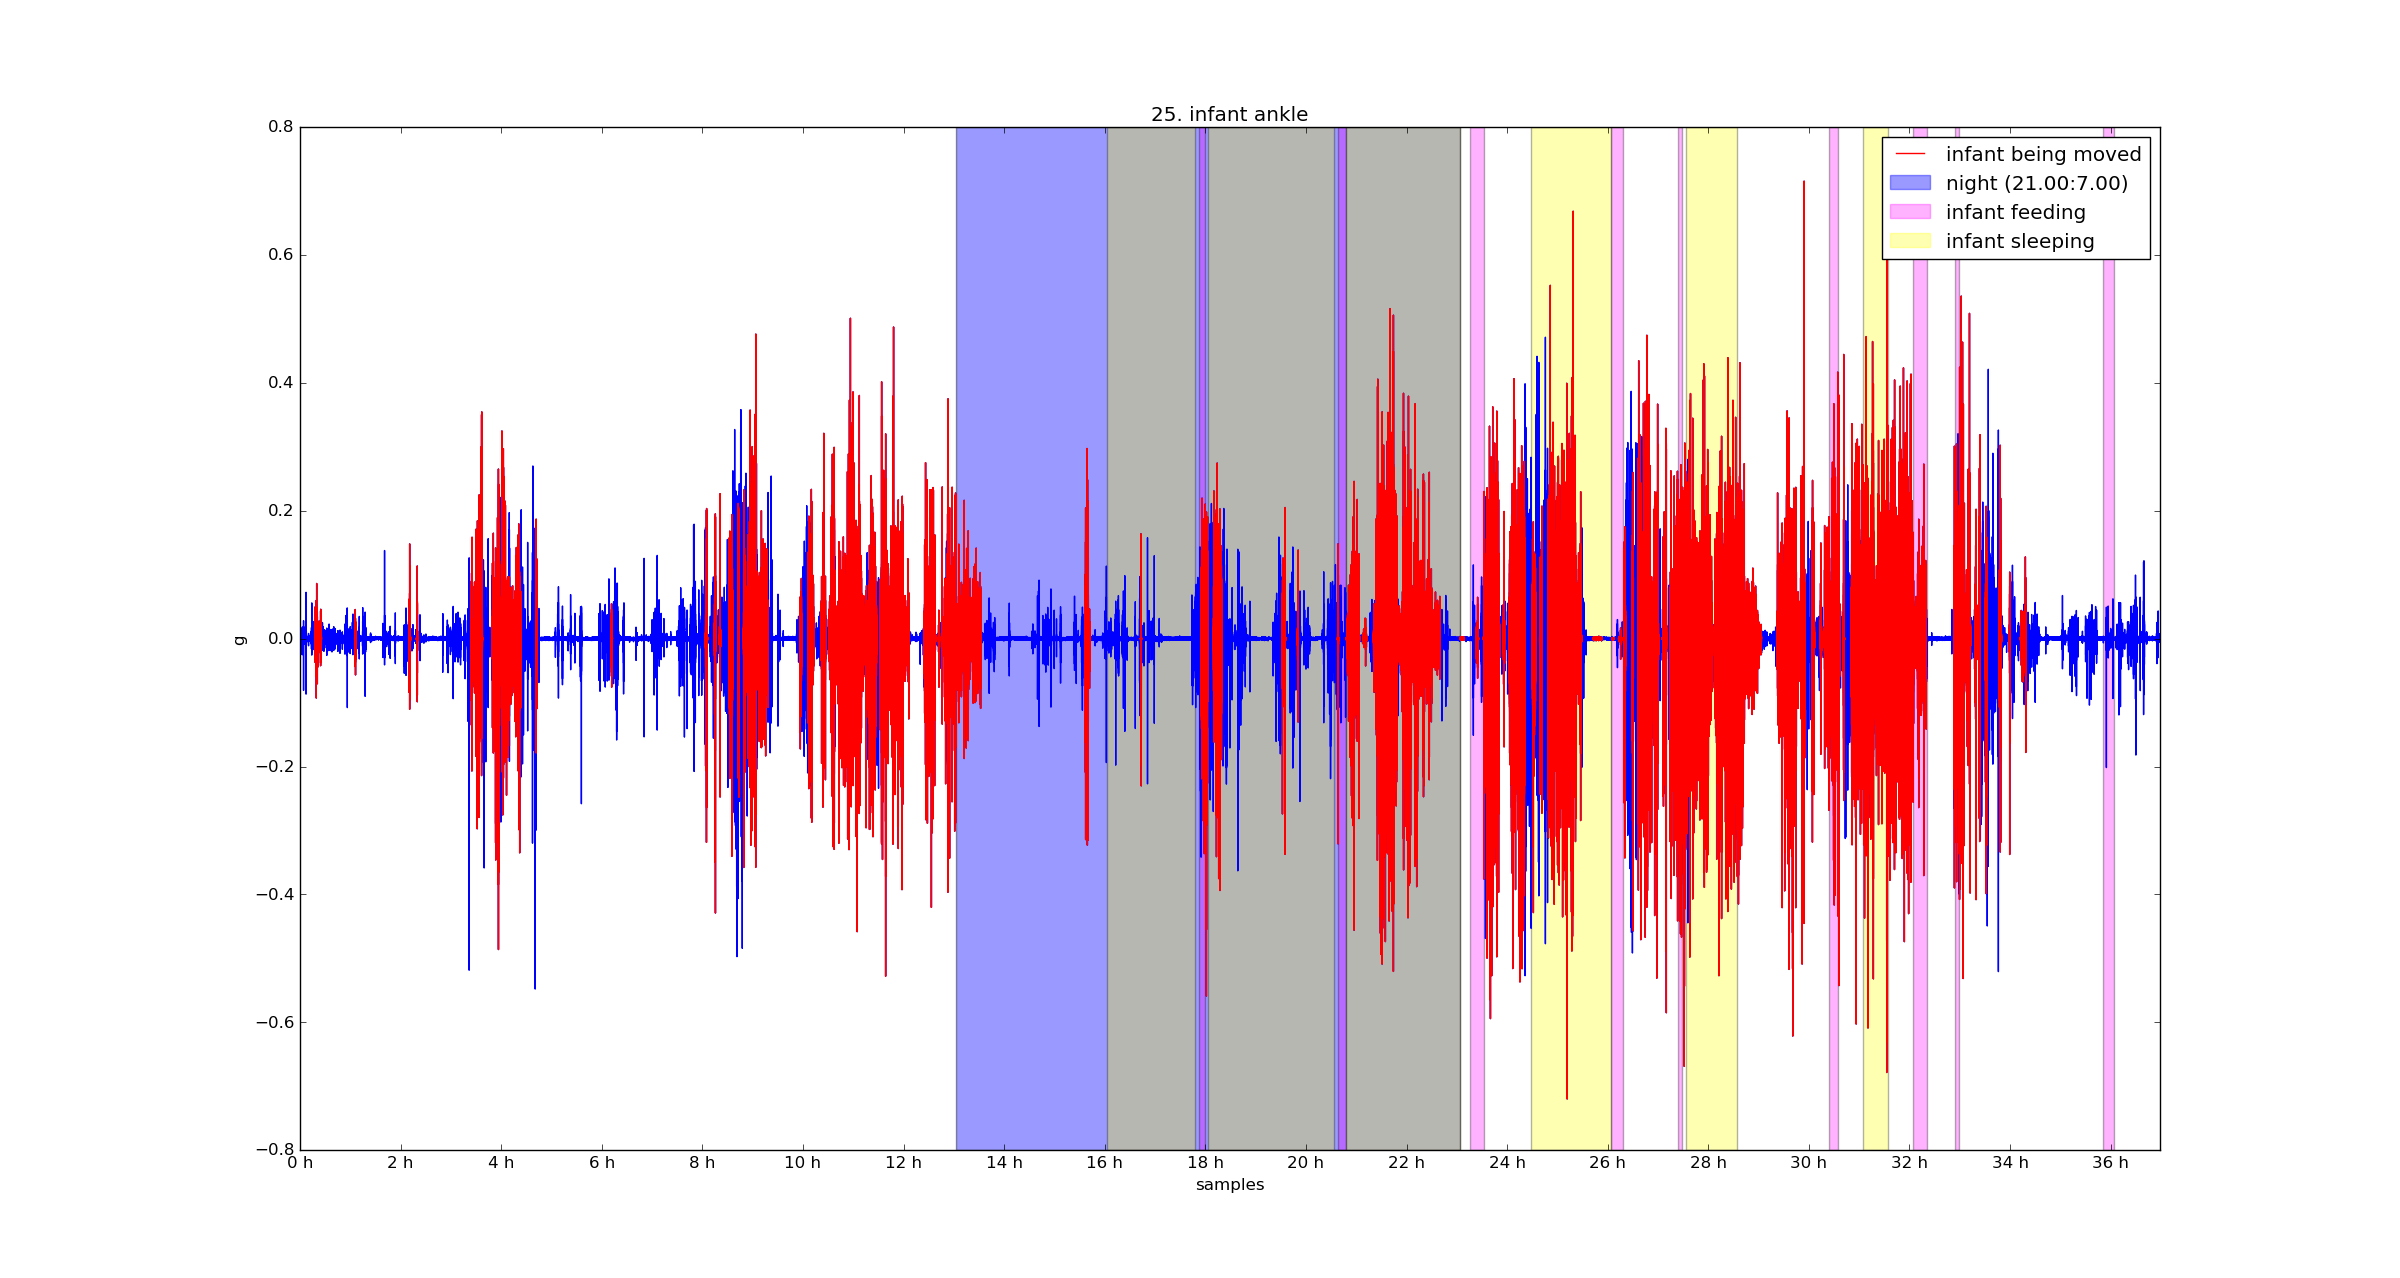 25. infant ankle
0.8
0.6
0.4
0.2
0.0
−0.2
−0.4
−0.6
−0.8
g
infant being moved
night (21.00:7.00)
infant feeding
infant sleeping
0 h 2 h 4 h 6 h 8 h 10 h 12 h 14 h 16 h 18 h 20 h 22 h 24 h 26 h 28 h 30 h 32 h 34 h 36 h
samples